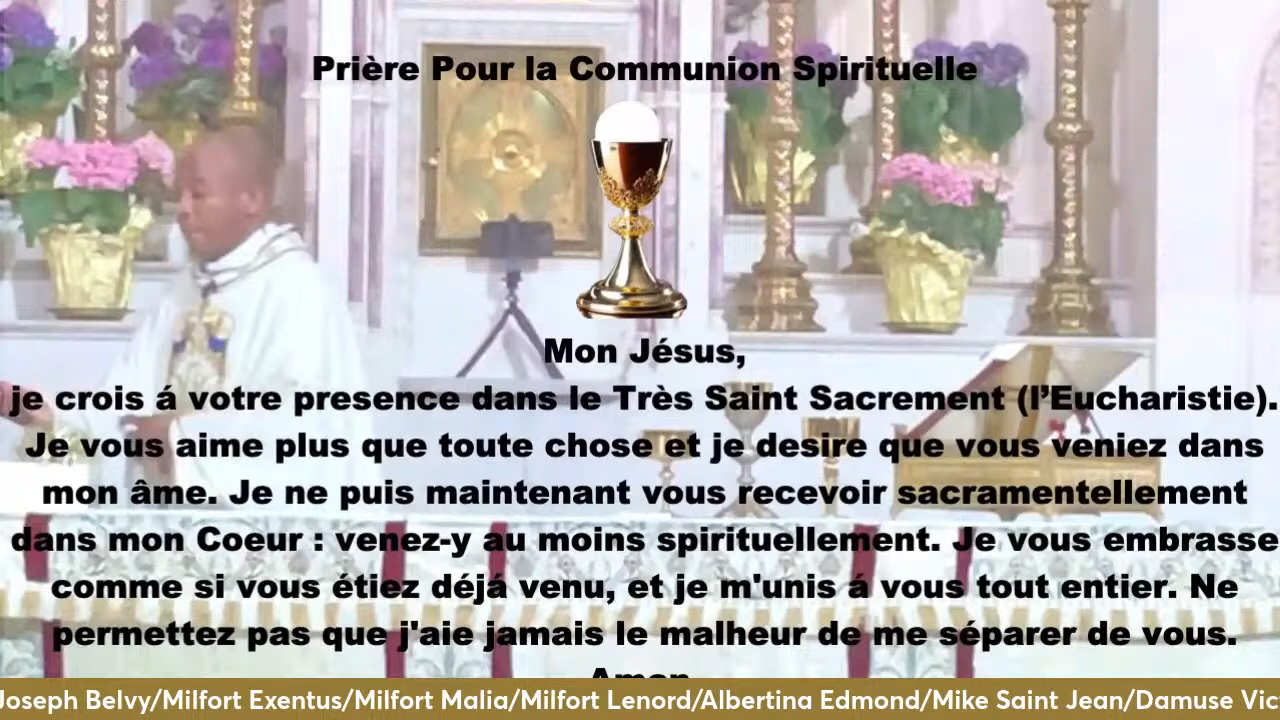 Prière Pour la Communion Spirituelle
Mon Jésus,
je crois á votre presence dans le Très Saint Sacrement (l’Eucharistie).
Je vous aime plus que toute chose et je desire que vous veniez dans
mon âme. Je ne puis maintenant vous recevoir sacramentellement
dans mon Coeur : venez-y au moins spirituellement. Je vous embrasse
comme si vous étiez déjá venu, et je m'unis á vous tout entier. Ne
permettez pas que j'aie jamais le malheur de me séparer de vous.
Amen
Joseph Belvy/Milfort Exentus/Milfort Malia/Milfort Lenord/Albertina Edmond/Mike Saint Jean/Damuse Vic